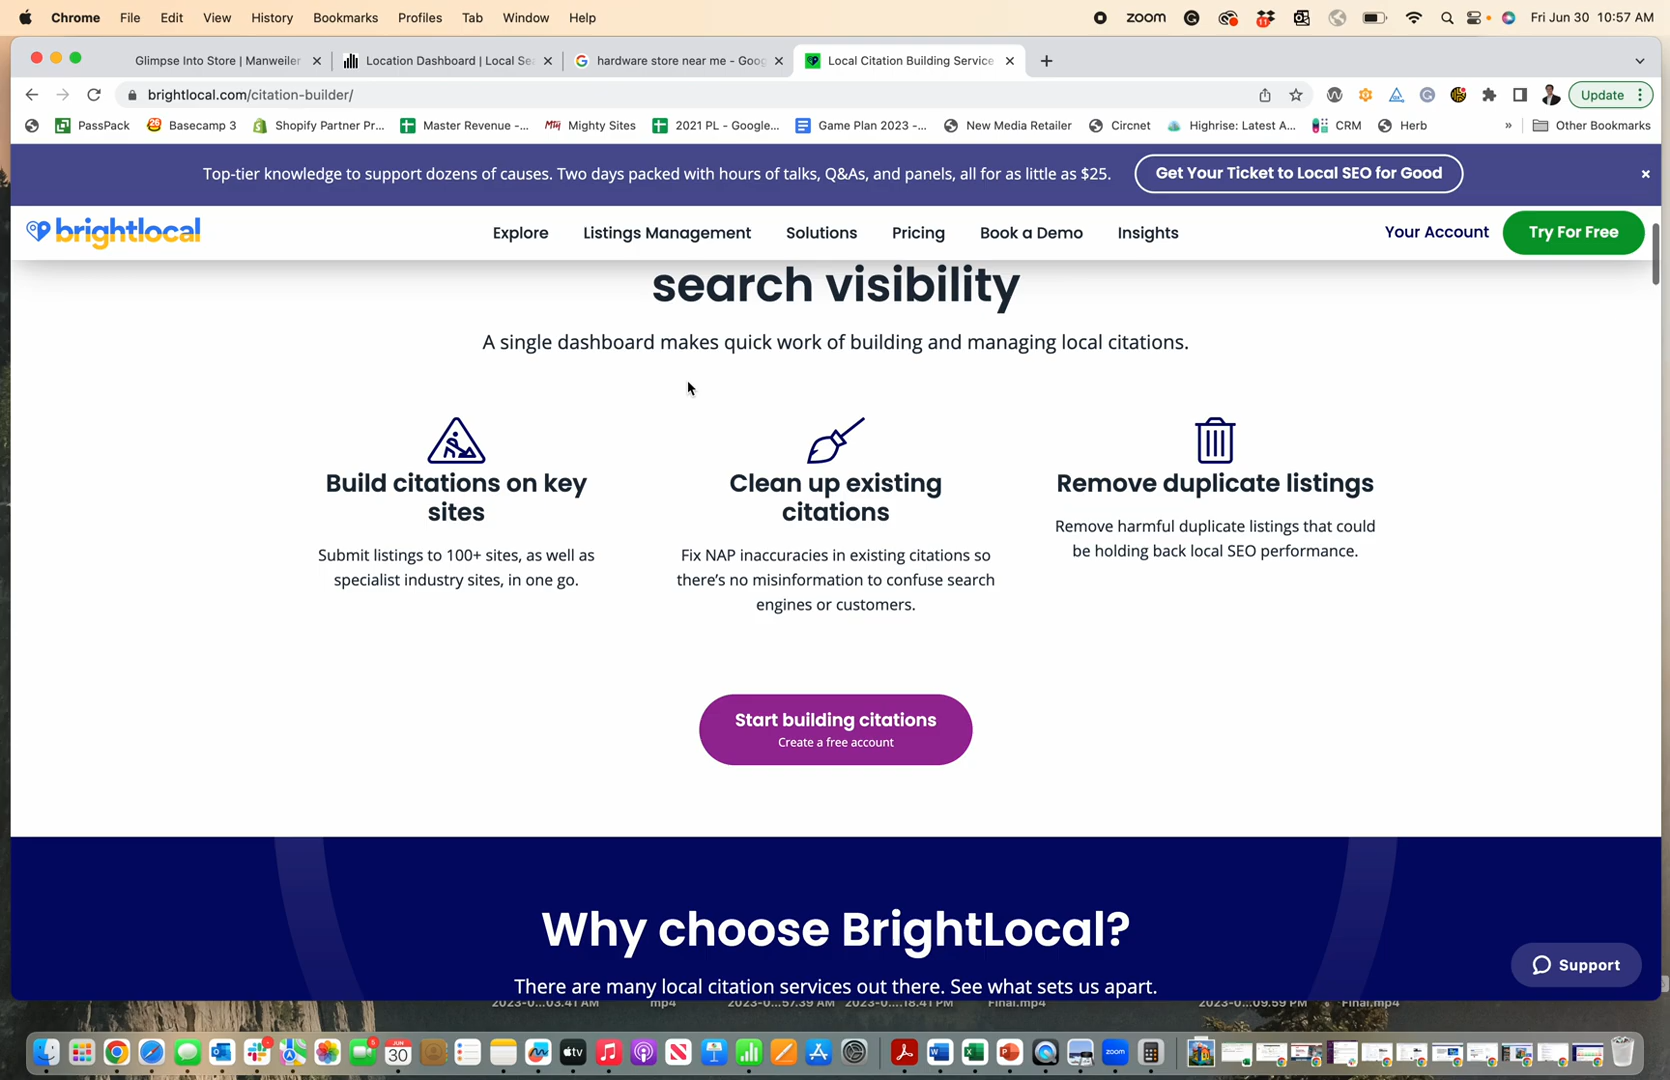 Chrome File Edit View History Bookmarks Profiles Tab Window Help
zoom 11 Fri Jun 30 10:57 AM
Glimpse Into Store | Manweiler
Location Dashboard | Local Sea
hardware store near me - Goog
Local Citation Building Service
brightlocal.com/citation-builder/
Update
PassPack
Basecamp 3
Shopify Partner Pr...
Master Revenue -...
Mighty Sites
2021 PL - Google...
Game Plan 2023 -...
New Media Retailer
Circnet
Highrise: Latest A...
CRM
Herb
»
Other Bookmarks
Top-tier knowledge to support dozens of causes. Two days packed with hours of talks, Q&As, and panels, all for as little as $25.
Get Your Ticket to Local SEO for Good
brightlocal
Explore Listings Management Solutions Pricing Book a Demo Insights
Your Account
Try For Free
search visibility
A single dashboard makes quick work of building and managing local citations.
Build citations on key
sites
Submit listings to 100+ sites, as well as
specialist industry sites, in one go.
Clean up existing
citations
Fix NAP inaccuracies in existing citations so
there's no misinformation to confuse search
engines or customers.
Remove duplicate listings
Remove harmful duplicate listings that could
be holding back local SEO performance.
Start building citations
Create a free account
Why choose BrightLocal?
There are many local citation services out there. See what sets us apart.
Support
JUN
30
tv
zoom